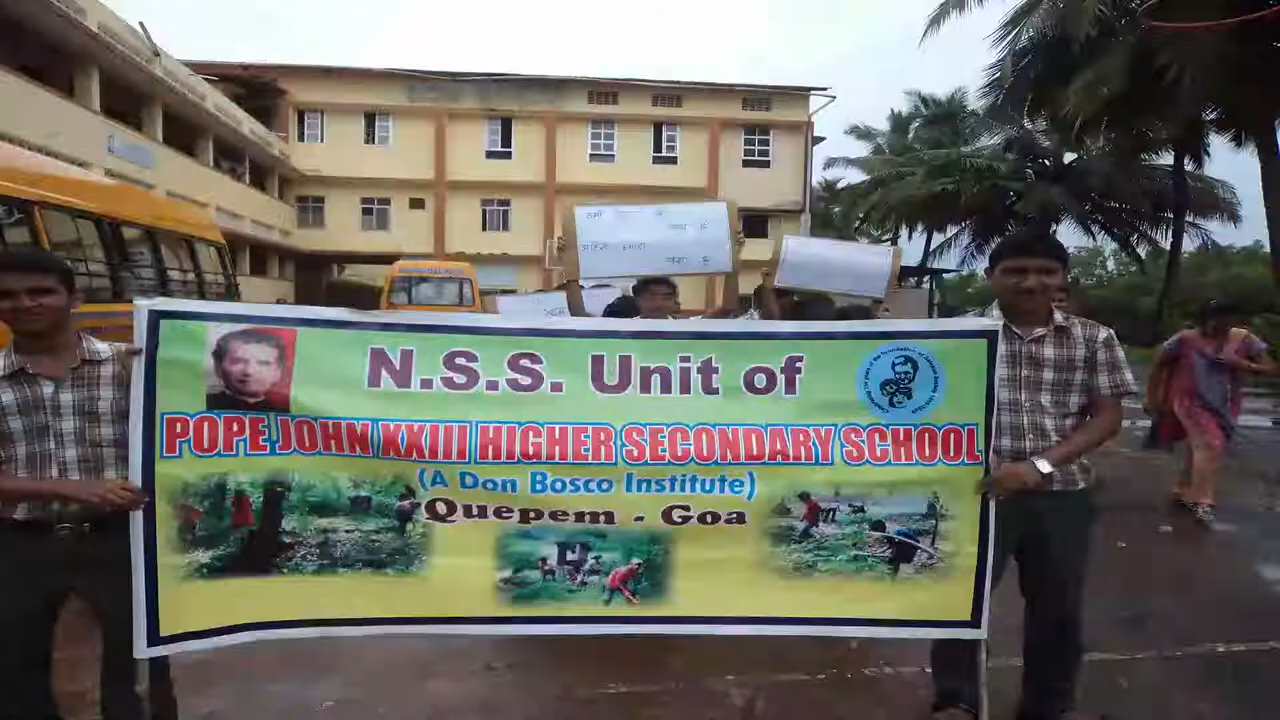 N.S.S. Unit of
POPE JOHN XXIII HIGHER SECONDARY SCHOOL
(A Don Bosco Institute)
Quepem - Goa